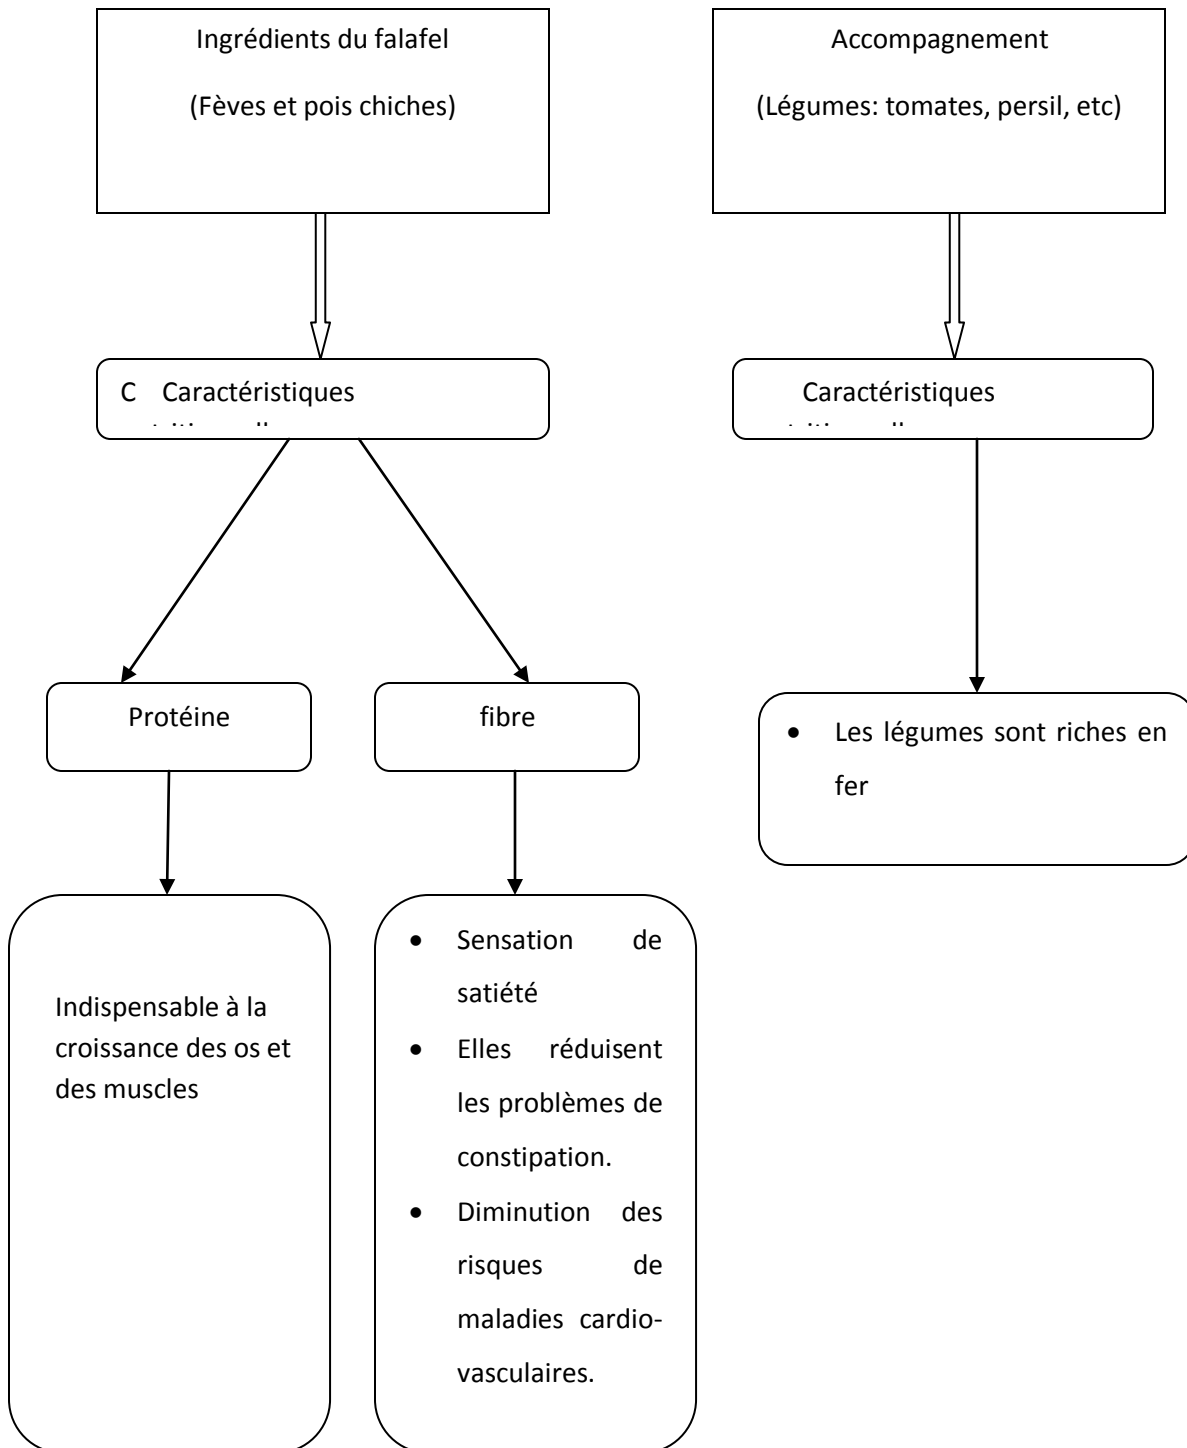 Ingrédients du falafel
(Fèves et pois chiches)
Accompagnement
(Légumes: tomates, persil, etc)
C Caractéristiques
Caractéristiques
Protéine
fibre
• Les légumes sont riches en
fer
Indispensable à la
croissance des os et
des muscles
• Sensation de
satiété
• Elles réduisent
les problèmes de
constipation.
• Diminution des
risques de
maladies cardio-
vasculaires.